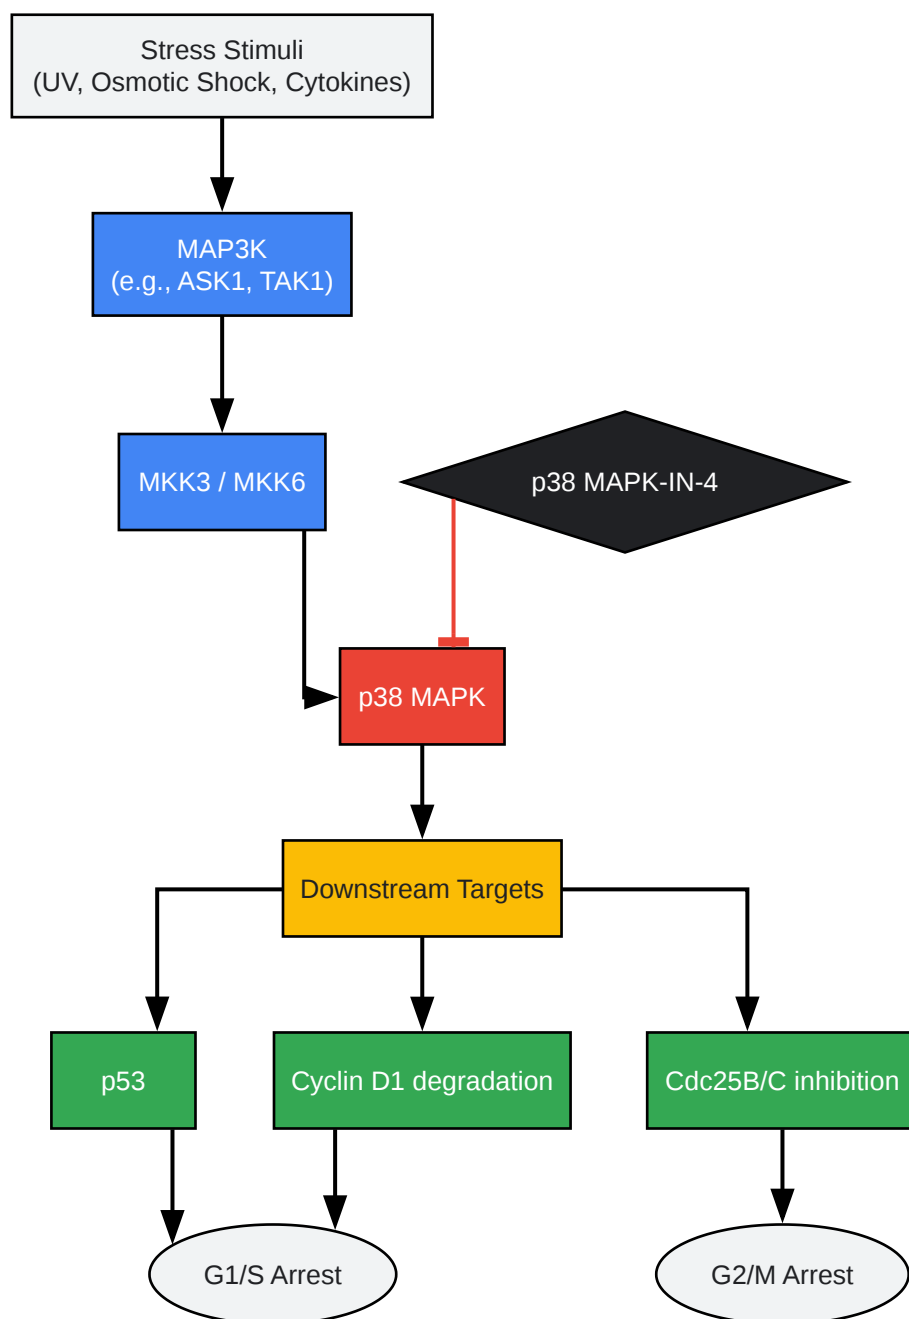 Stress Stimuli
(UV, Osmotic Shock, Cytokines)
MAP3K
(e.g., ASK1, TAK1)
MKK3 / MKK6
p38 MAPK-IN-4
p38 MAPK
Downstream Targets
p53
Cyclin D1 degradation
Cdc25B/C inhibition
G1/S Arrest
G2/M Arrest